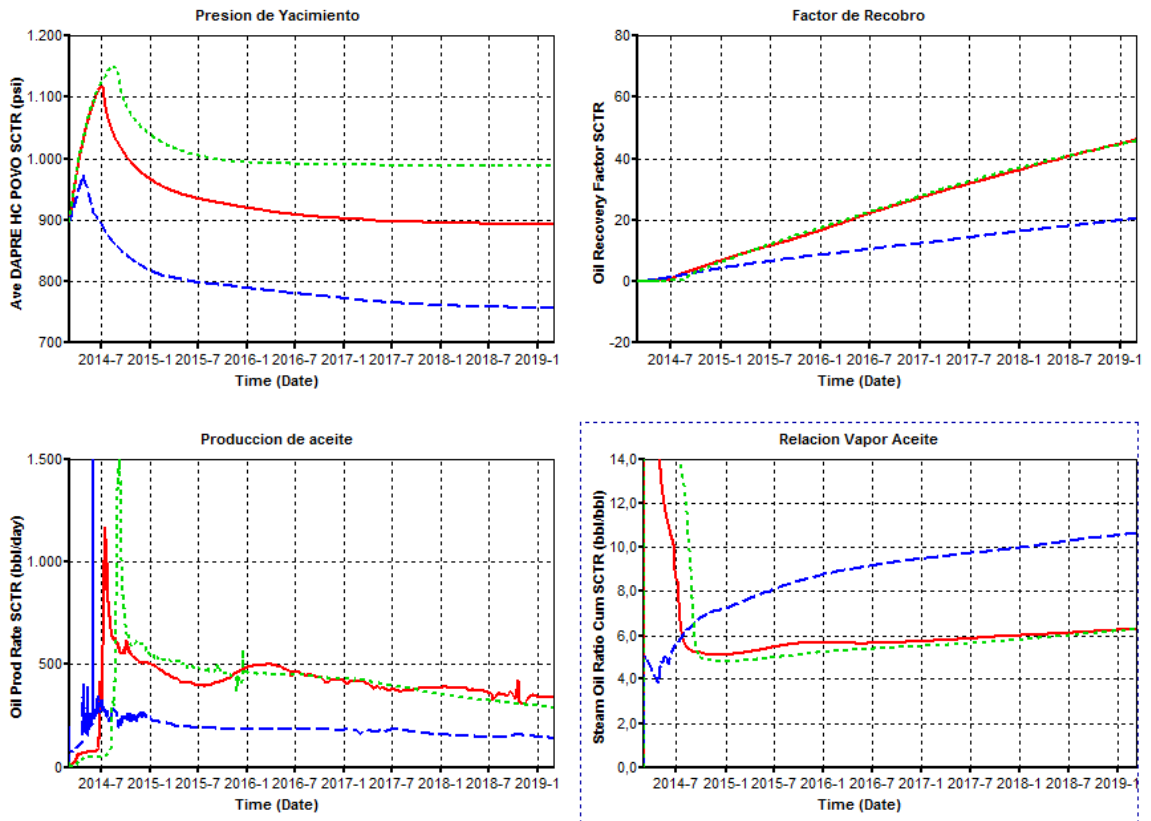 Presion de Yacimiento
Ave DAPRE HC POVO SCTR (psi)
1.200
1.100
1.000
900
800
700
2014-7 2015-1 2015-7 2016-1 2016-7 2017-1 2017-7 2018-1 2018-7 2019-1
Time (Date)
Factor de Recobro
Oil Recovery Factor SCTR
80
60
40
20
0
-20
2014-7 2015-1 2015-7 2016-1 2016-7 2017-1 2017-7 2018-1 2018-7 2019-1
Time (Date)
Produccion de aceite
Oil Prod Rate SCTR (bbl/day)
1.500
1.000
500
0
2014-7 2015-1 2015-7 2016-1 2016-7 2017-1 2017-7 2018-1 2018-7 2019-1
Time (Date)
Relacion Vapor Aceite
Steam Oil Ratio Cum SCTR (bbl/bbl)
14,0
12,0
10,0
8,0
6,0
4,0
2,0
0,0
2014-7 2015-1 2015-7 2016-1 2016-7 2017-1 2017-7 2018-1 2018-7 2019-1
Time (Date)